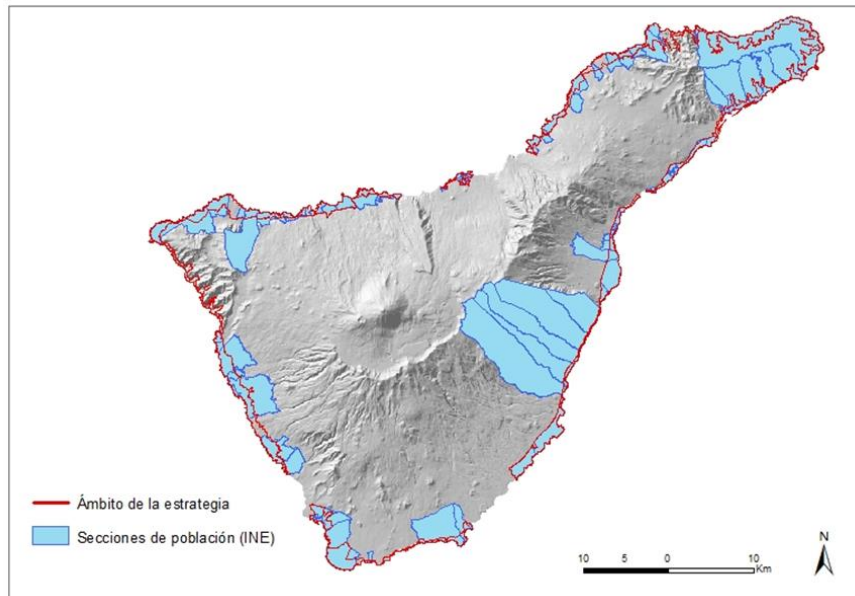 Ámbito de la estrategia
Secciones de población (INE)
N
10 5 0 10
Km